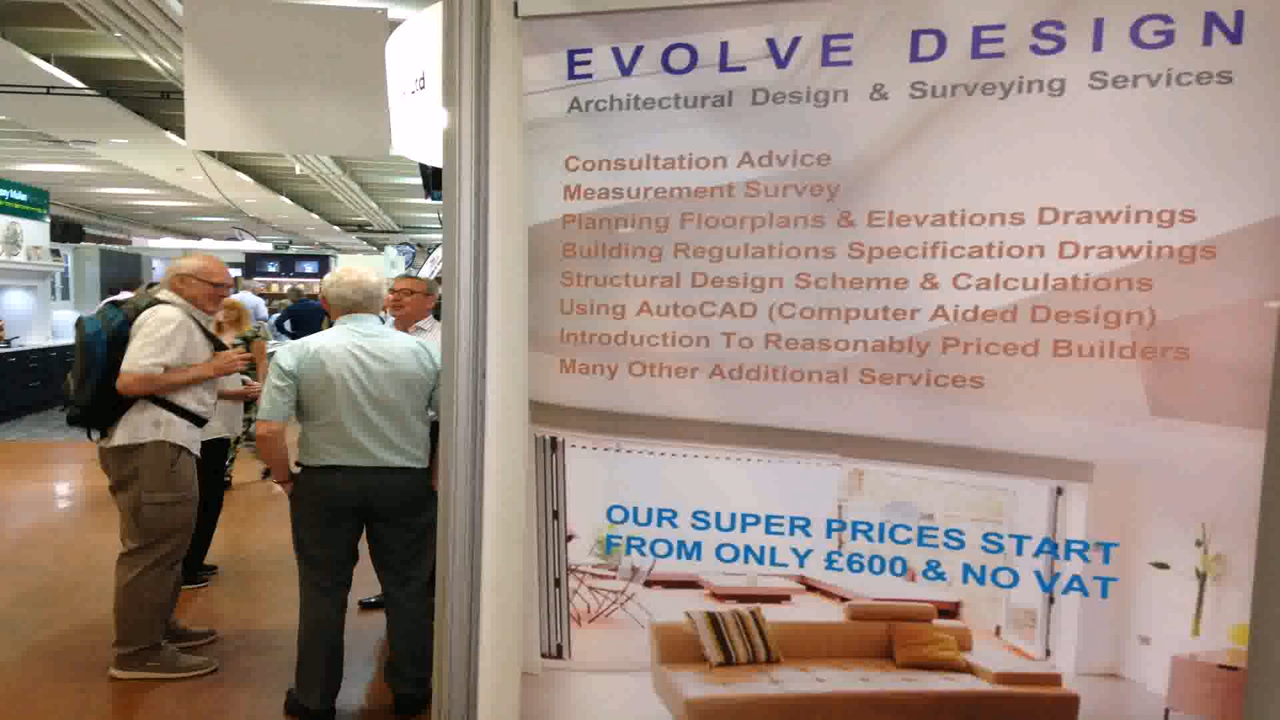 EVOLVE DESIGN
Architectural Design & Surveying Services
Consultation Advice
Measurement Survey
Planning Floorplans & Elevations Drawings
Building Regulations Specification Drawings
Structural Design Scheme & Calculations
Using AutoCAD (Computer Aided Design)
Introduction To Reasonably Priced Builders
Many Other Additional Services
OUR SUPER PRICES START
FROM ONLY £600 & NO VAT